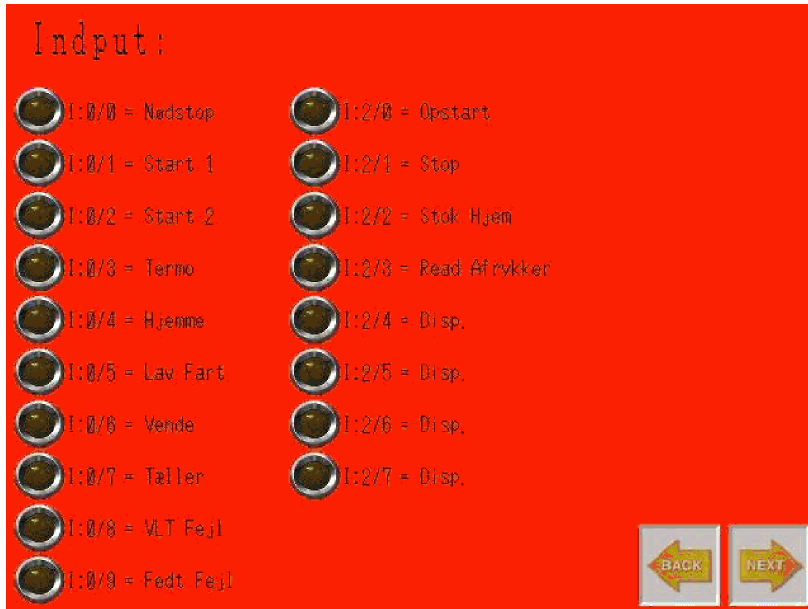 Indput:
I:0/0 = Nødstop
I:0/1 = Start 1
I:0/2 = Start 2
I:0/3 = Termo
I:0/4 = Hjemme
I:0/5 = Lav Fart
I:0/6 = Vende
I:0/7 = Tæller
I:0/8 = VLT Fejl
I:0/9 = Fedt Fejl
I:2/0 = Opstart
I:2/1 = Stop
I:2/2 = Stok Hjem
I:2/3 = Read Afrykker
I:2/4 = Disp.
I:2/5 = Disp.
I:2/6 = Disp.
I:2/7 = Disp.
BACK
NEXT